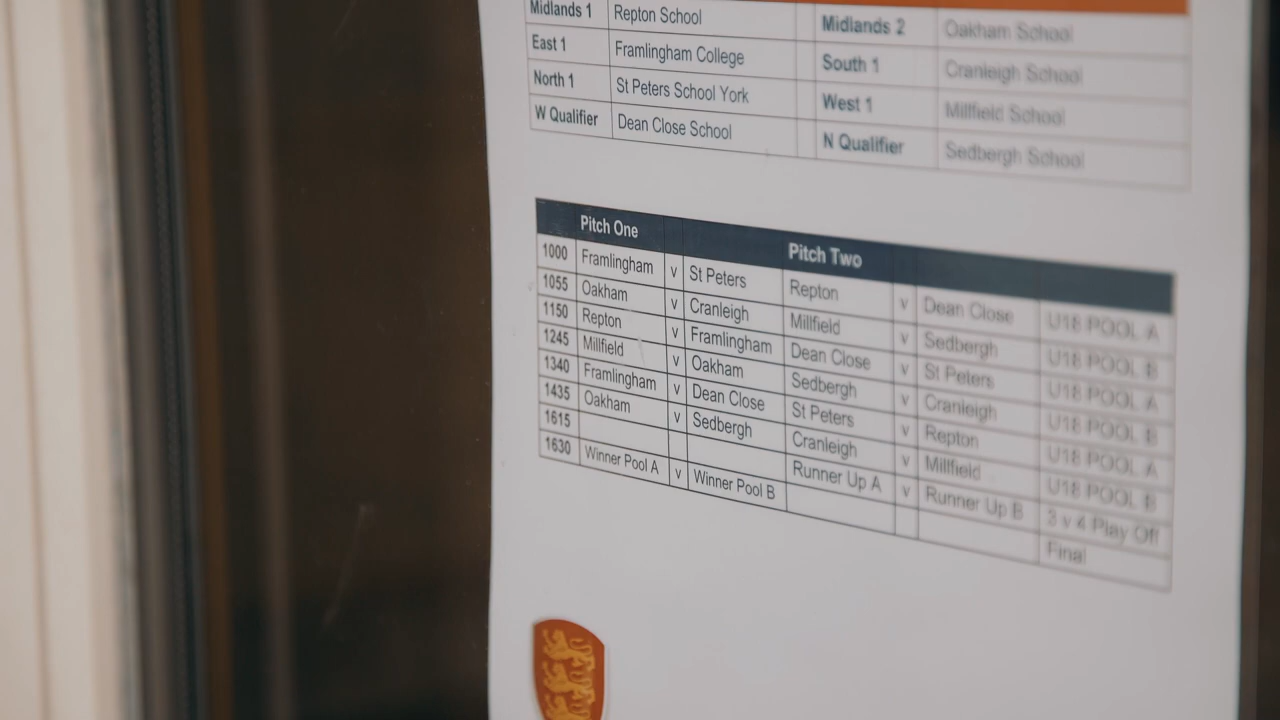 Midlands 1 Repton School Midlands 2 Oakham School
East 1 Framlingham College South 1 Cranleigh School
North 1 St Peters School York West 1 Millfield School
W Qualifier Dean Close School N Qualifier Sedbergh School
Pitch One Pitch Two
1000 Framlingham v St Peters Repton v Dean Close U18 POOL A
1055 Oakham v Cranleigh Millfield v Sedbergh U18 POOL B
1150 Repton v Framlingham Dean Close v St Peters U18 POOL A
1245 Millfield v Oakham Sedbergh v Cranleigh U18 POOL B
1340 Framlingham v Dean Close St Peters v Repton U18 POOL A
1435 Oakham v Sedbergh Cranleigh v Millfield U18 POOL B
1615 Runner Up A v Runner Up B 3 v 4 Play Off
1630 Winner Pool A v Winner Pool B Final